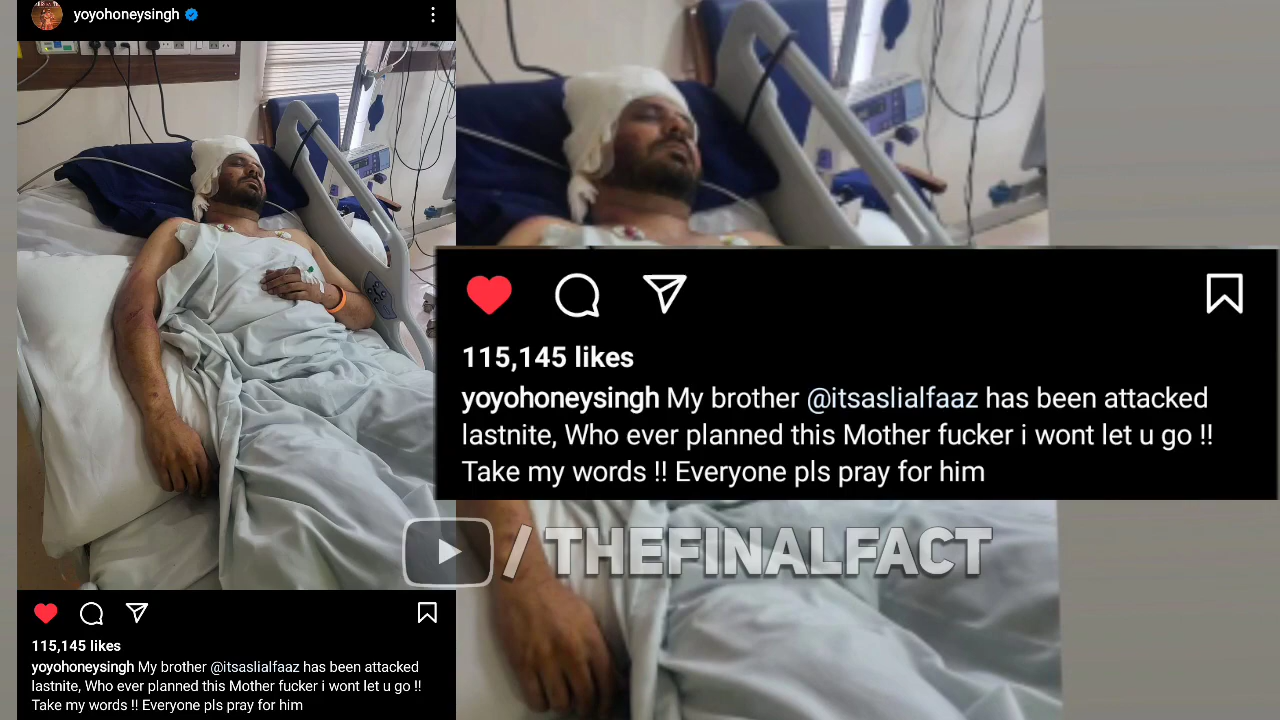 yoyohoneysingh
115,145 likes
yoyohoneysingh My brother @itsaslialfaaz has been attacked
lastnite, Who ever planned this Mother fucker i wont let u go !!
Take my words !! Everyone pls pray for him
/THEFINALFACT
115,145 likes
yoyohoneysingh My brother @itsaslialfaaz has been attacked
lastnite, Who ever planned this Mother fucker i wont let u go !!
Take my words !! Everyone pls pray for him